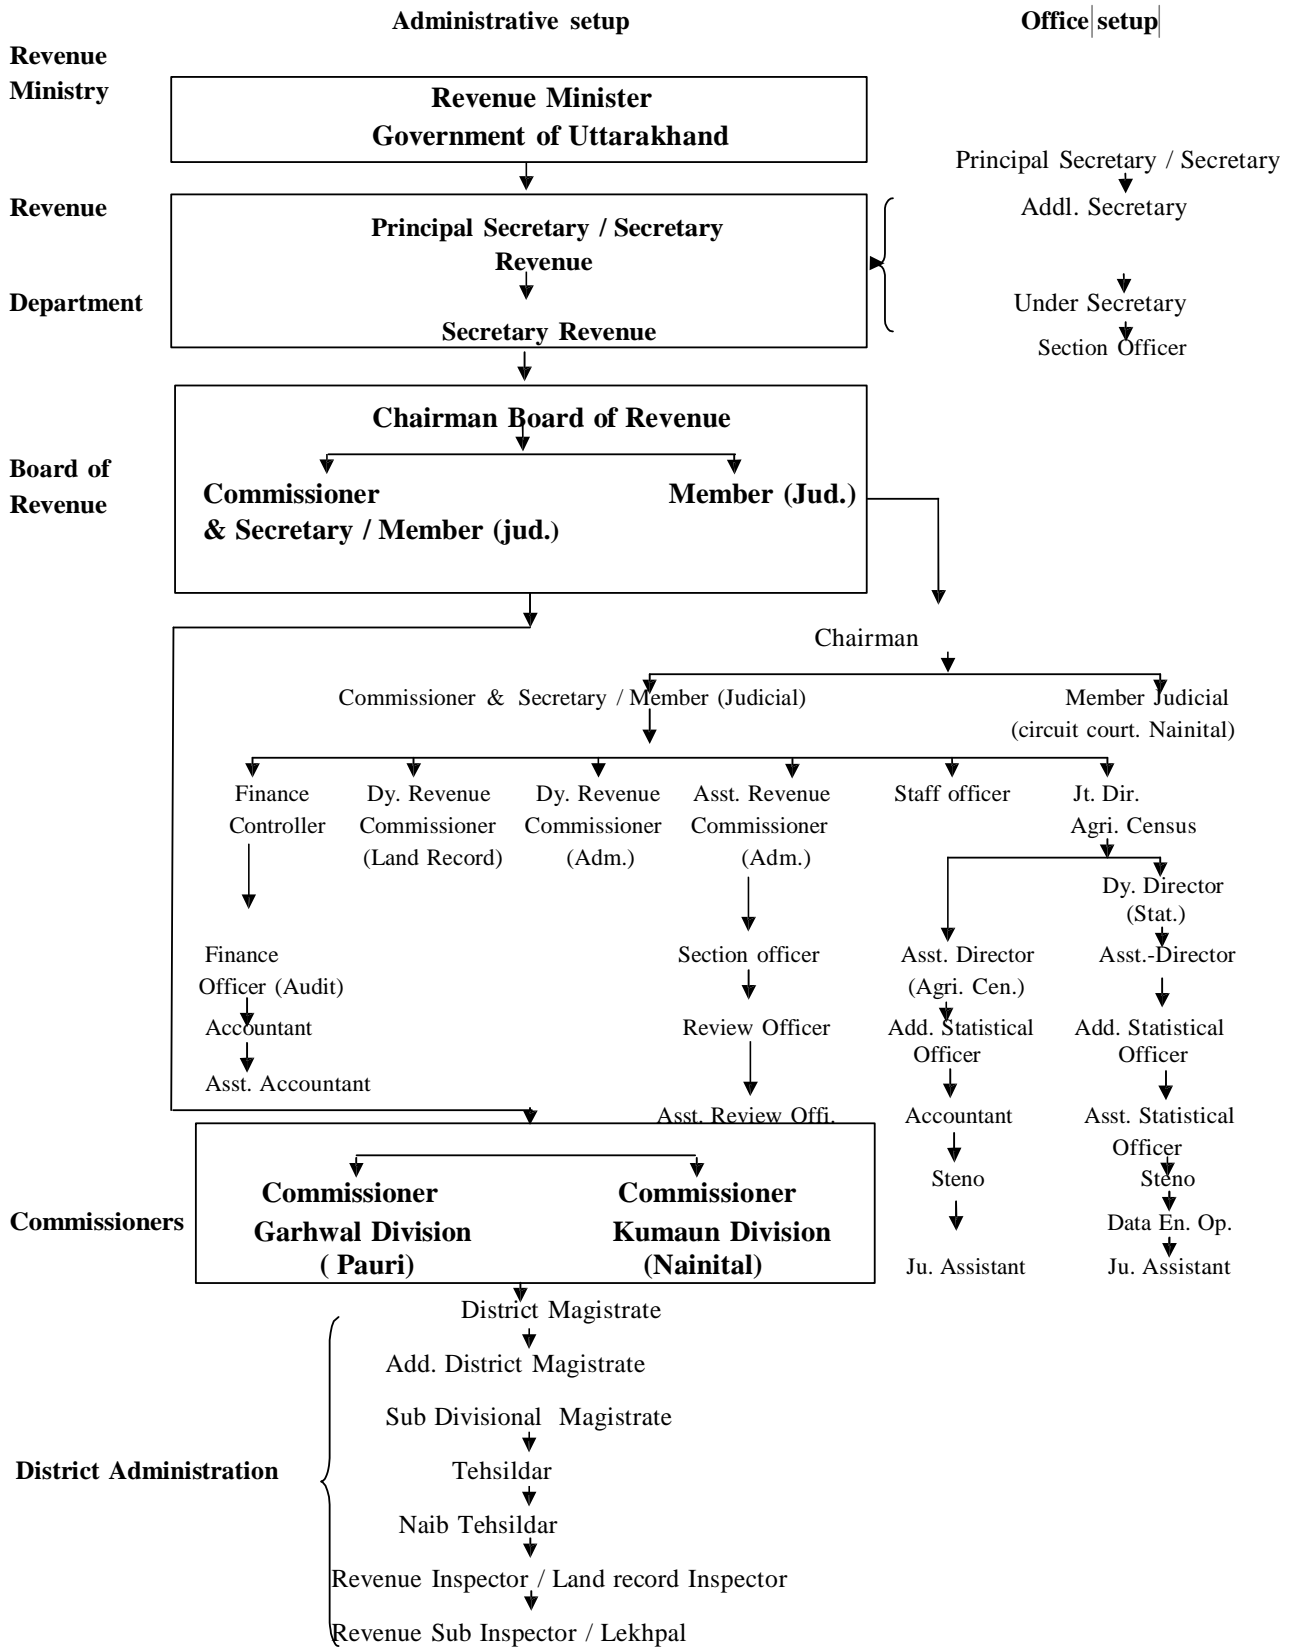 Administrative setup
Office setup
Revenue
Ministry
Revenue Minister
Government of Uttarakhand
Principal Secretary / Secretary
Revenue
Addl. Secretary
Principal Secretary / Secretary
Revenue
Department
Under Secretary
Secretary Revenue
Section Officer
Chairman Board of Revenue
Board of
Revenue
Commissioner
& Secretary / Member (jud.)
Member (Jud.)
Chairman
Commissioner & Secretary / Member (Judicial)
Member Judicial
(circuit court. Nainital)
Finance
Controller
Dy. Revenue
Commissioner
(Land Record)
Dy. Revenue
Commissioner
(Adm.)
Asst. Revenue
Commissioner
(Adm.)
Staff officer
Jt. Dir.
Agri. Census
Dy. Director
(Stat.)
Finance
Officer (Audit)
Accountant
Asst. Accountant
Section officer
Review Officer
Asst. Review Offi.
Asst. Director
(Agri. Cen.)
Add. Statistical
Officer
Accountant
Steno
Ju. Assistant
Asst.-Director
Add. Statistical
Officer
Asst. Statistical
Officer
Steno
Data En. Op.
Ju. Assistant
Commissioners
Commissioner
Garhwal Division
( Pauri)
Commissioner
Kumaun Division
(Nainital)
District Magistrate
Add. District Magistrate
Sub Divisional Magistrate
District Administration
Tehsildar
Naib Tehsildar
Revenue Inspector / Land record Inspector
Revenue Sub Inspector / Lekhpal